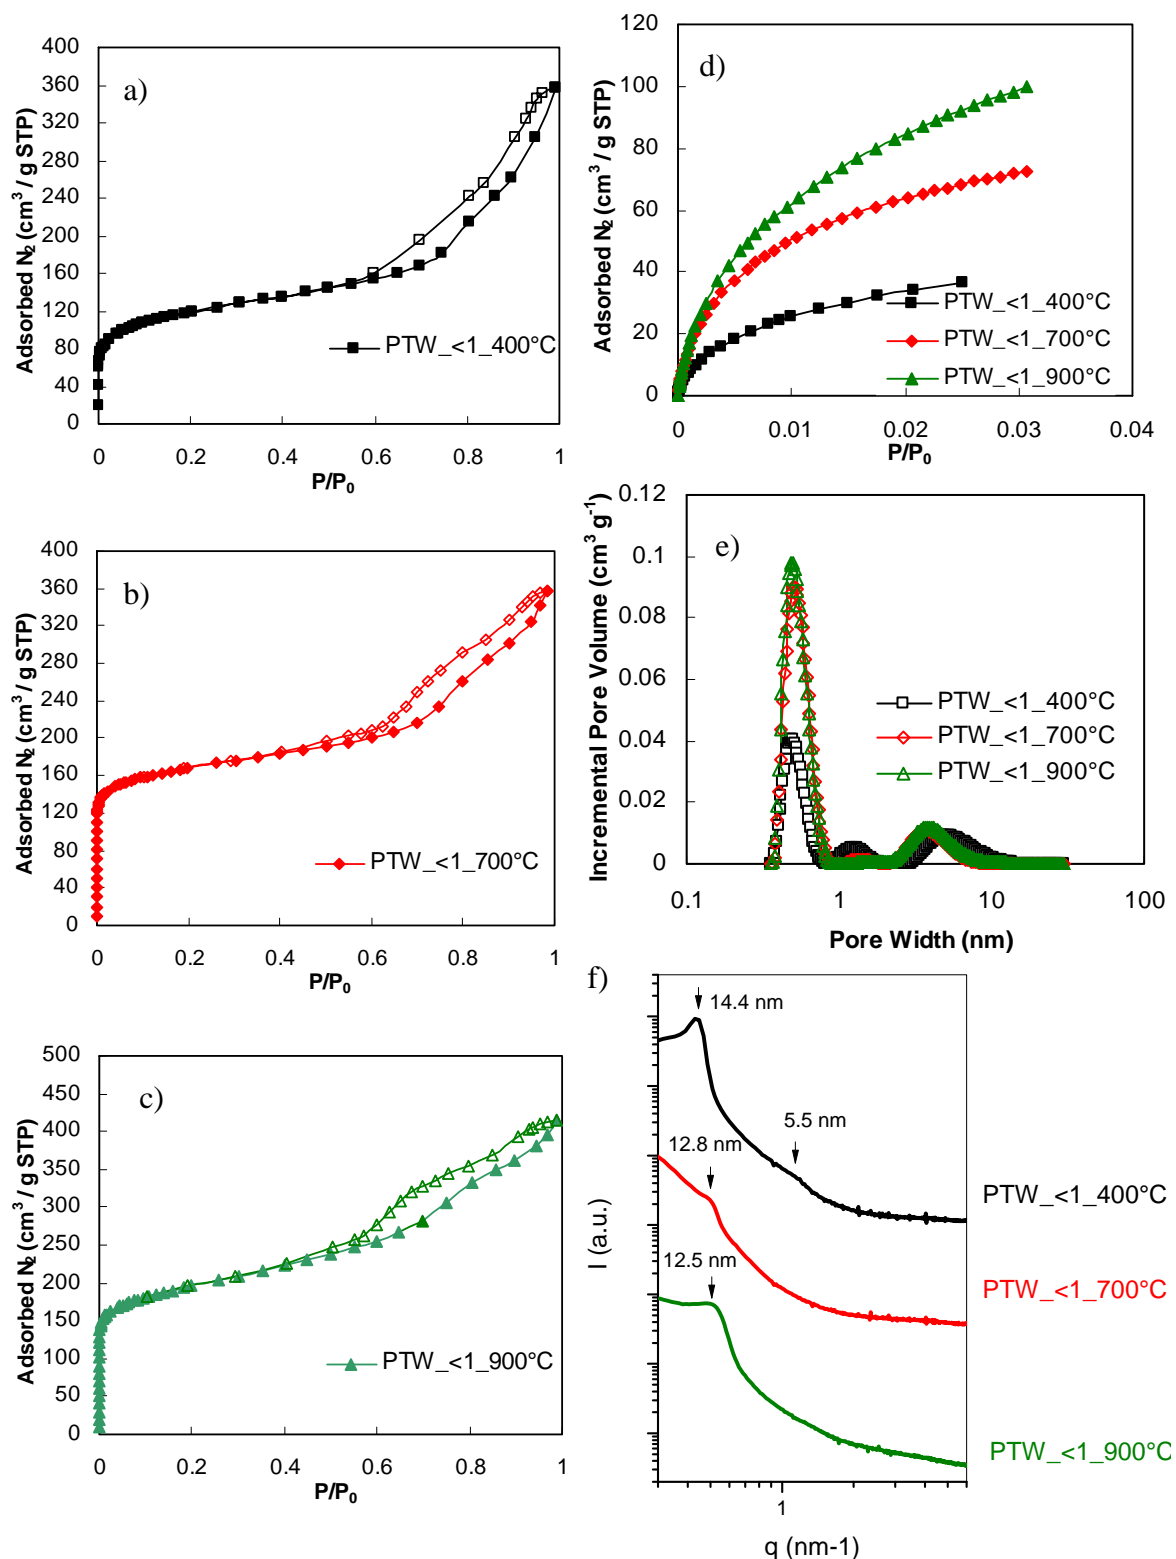 a)
Adsorbed N2 (cm3 / g STP)
400
360
320
280
240
200
160
120
80
40
0
PTW_<1_400°C
0 0.2 0.4 0.6 0.8 1
P/P0
d)
Adsorbed N2 (cm3 / g STP)
120
100
80
60
40
20
0
PTW_<1_400°C
PTW_<1_700°C
PTW_<1_900°C
0 0.01 0.02 0.03 0.04
P/P0
b)
Adsorbed N2 (cm3 / g STP)
400
360
320
280
240
200
160
120
80
40
0
PTW_<1_700°C
0 0.2 0.4 0.6 0.8 1
P/P0
e)
Incremental Pore Volume (cm3 g-1)
0.12
0.1
0.08
0.06
0.04
0.02
0
PTW_<1_400°C
PTW_<1_700°C
PTW_<1_900°C
0.1 1 10 100
Pore Width (nm)
c)
Adsorbed N2 (cm3 / g STP)
500
450
400
350
300
250
200
150
100
50
0
PTW_<1_900°C
0 0.2 0.4 0.6 0.8 1
P/P0
f)
I (a.u.)
14.4 nm
5.5 nm
12.8 nm
12.5 nm
PTW_<1_400°C
PTW_<1_700°C
PTW_<1_900°C
1
q (nm-1)